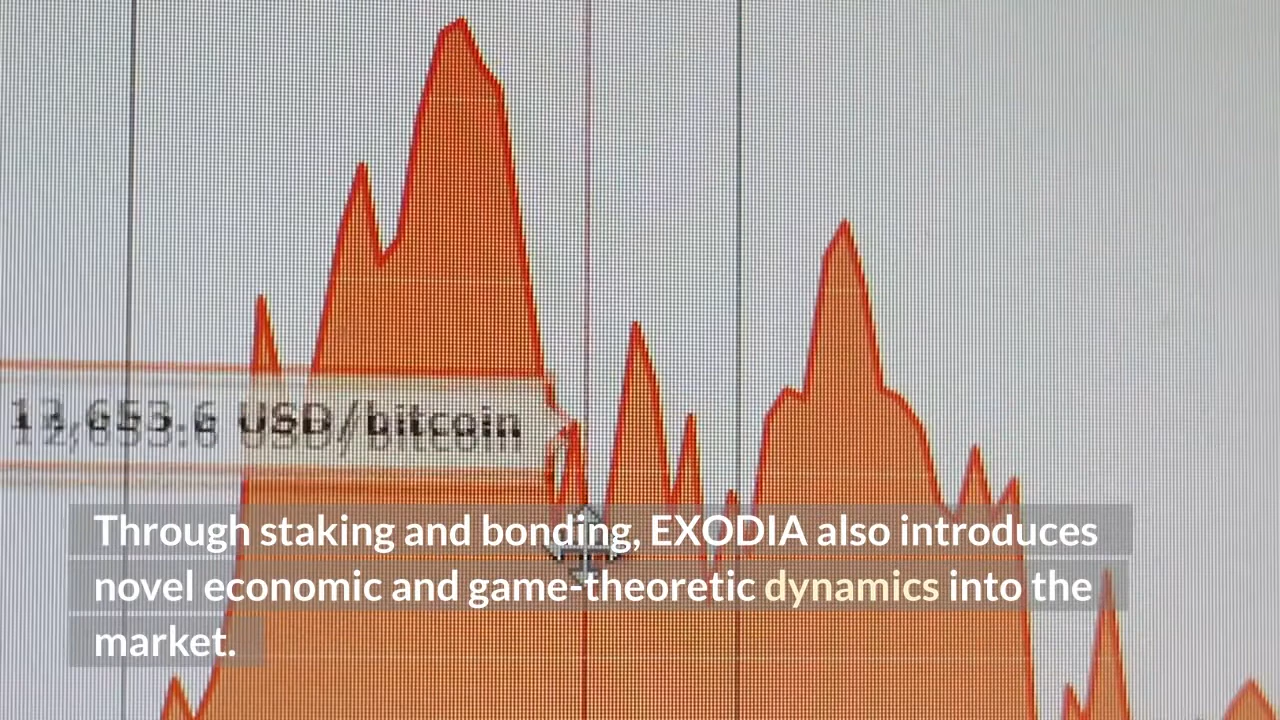 USD/bitcoin
Through staking and bonding, EXODIA also introduces
novel economic and game-theoretic dynamics into the
market.